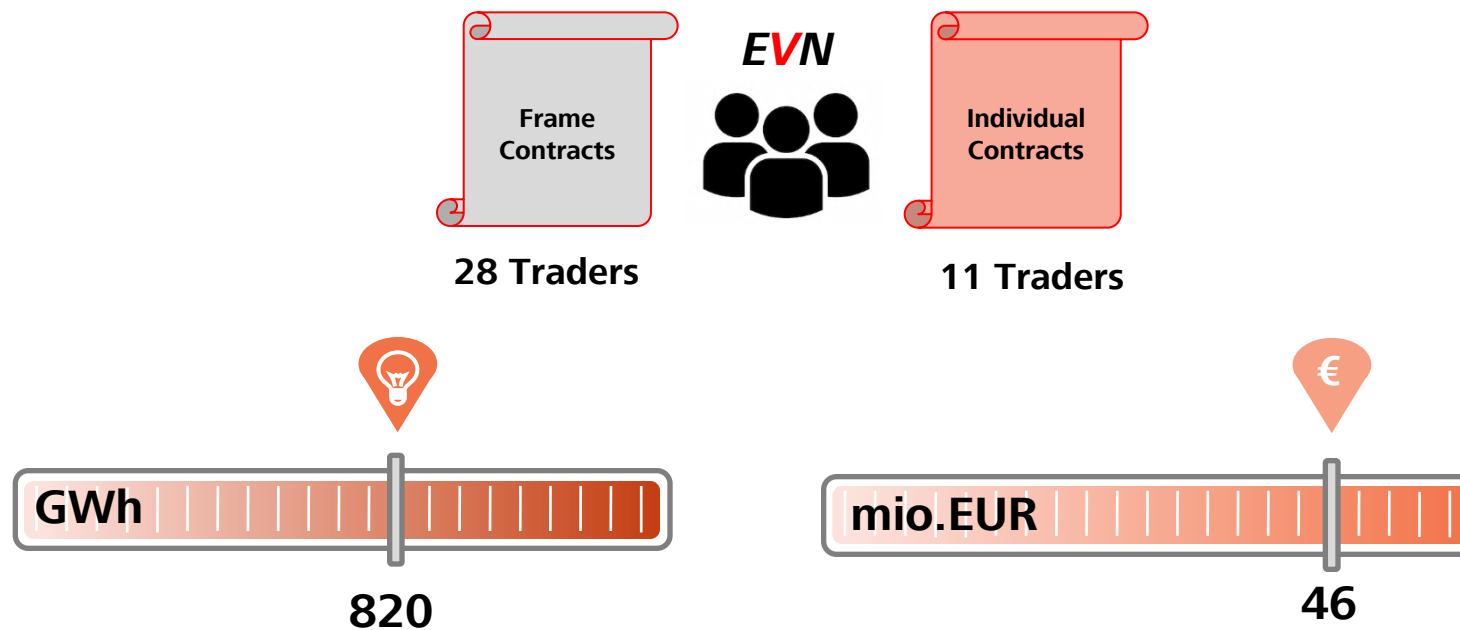 EVN
Frame
Contracts
Individual
Contracts
28 Traders
11 Traders
€
GWh
mio.EUR
820
46